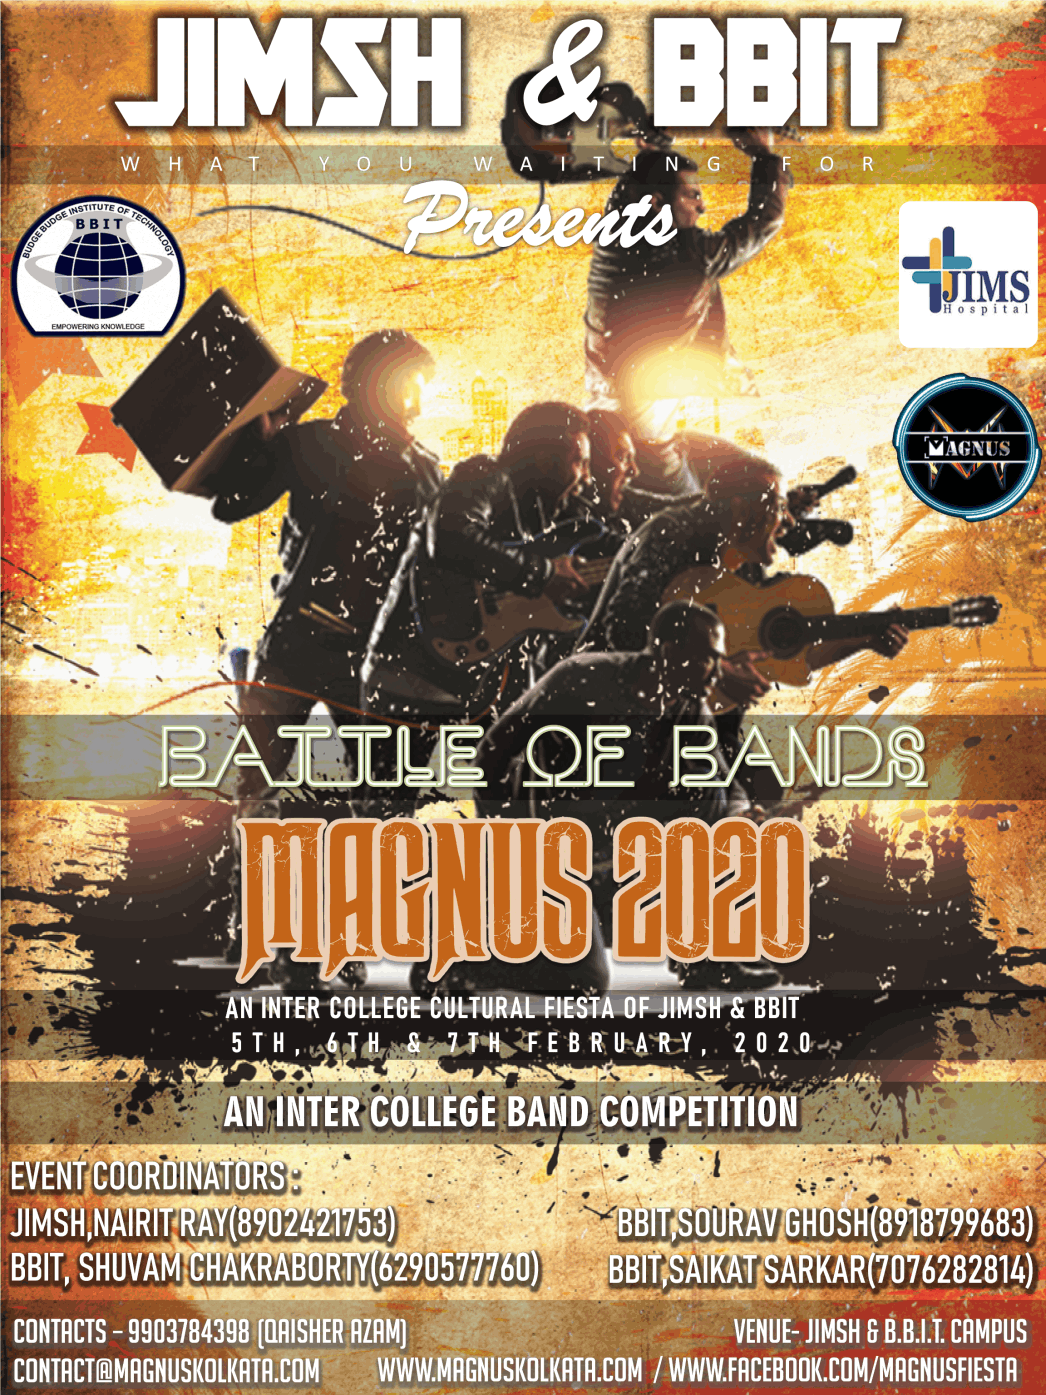 JIMSH & BBIT
WHAT YOU WAITING FOR
Presents
BUDGE BUDGE INSTITUTE OF TECHNOLOGY
BBIT
EMPOWERING KNOWLEDGE
JIMS
Hospital
MAGNUS
BATTLE OF BANDS
MAGNUS 2020
AN INTER COLLEGE CULTURAL FIESTA OF JIMSH & BBIT
5TH, 6TH & 7TH FEBRUARY, 2020
AN INTER COLLEGE BAND COMPETITION
EVENT COORDINATORS :
JIMSH,NAIRIT RAY(8902421753)
BBIT,SOURAV GHOSH(8918799683)
BBIT, SHUVAM CHAKRABORTY(6290577760)
BBIT,SAIKAT SARKAR(7076282814)
CONTACTS – 9903784398 (QAISHER AZAM)
VENUE- JIMSH & B.B.I.T. CAMPUS
CONTACT@MAGNUSKOLKATA.COM
WWW.MAGNUSKOLKATA.COM / WWW.FACEBOOK.COM/MAGNUSFIESTA